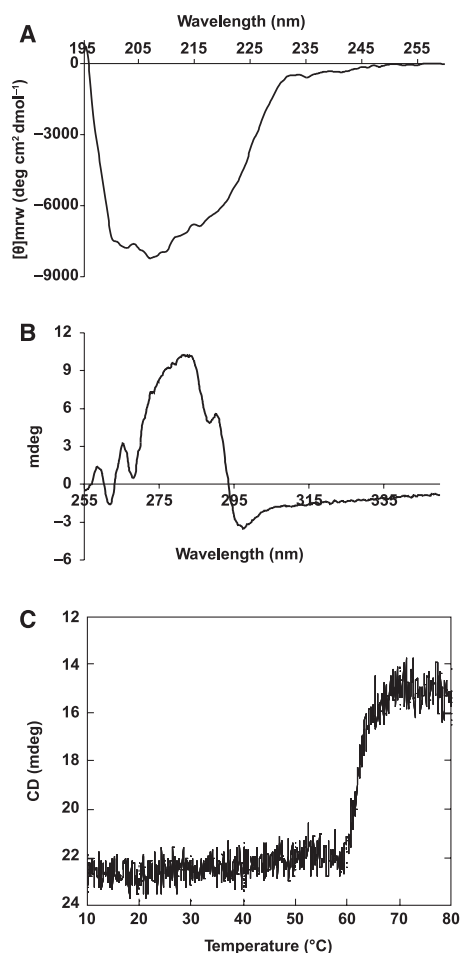 A
Wavelength (nm)
195 205 215 225 235 245 255
0
−3000
−6000
−9000
[θ]mrw (deg cm² dmol⁻¹)
B
12
9
6
3
0
−3
−6
mdeg
255 275 295 315 335
Wavelength (nm)
C
12
14
16
18
20
22
24
CD (mdeg)
10 20 30 40 50 60 70 80
Temperature (°C)